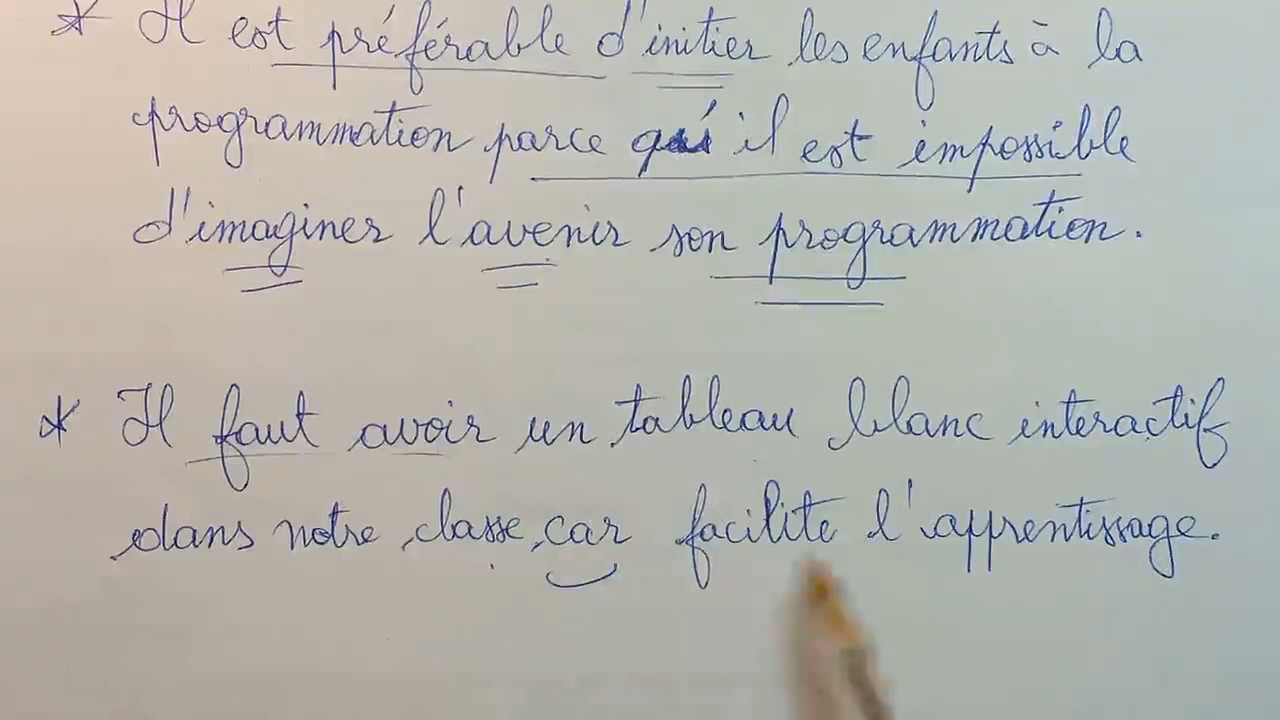 * Il est préférable d'initier les enfants à la
programmation parce qu'il est impossible
d'imaginer l'avenir son programmation.
* Il faut avoir un tableau blanc interactif
dans notre classe, car facilite l'apprentissage.